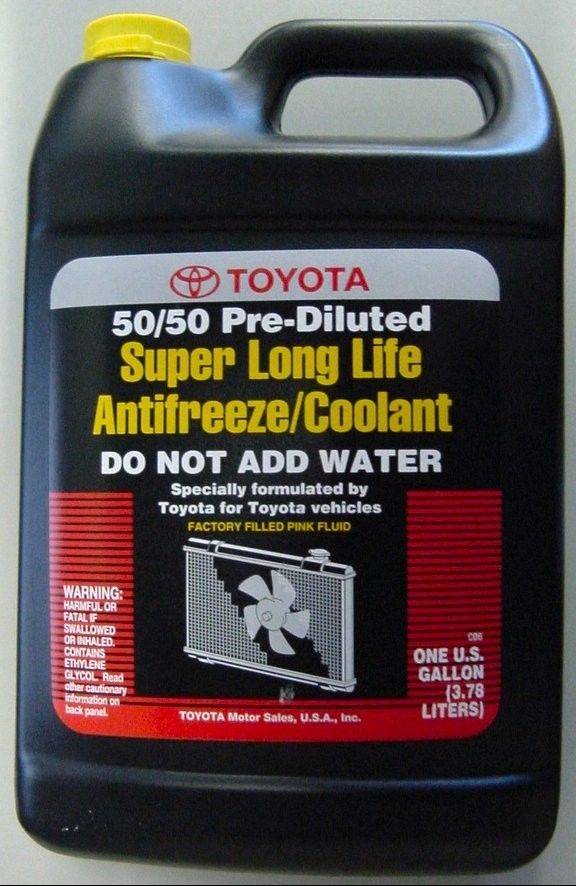 TOYOTA
50/50 Pre-Diluted
Super Long Life
Antifreeze/Coolant
DO NOT ADD WATER
Specially formulated by
Toyota for Toyota vehicles
FACTORY FILLED PINK FLUID
WARNING:
HARMFUL OR
FATAL IF
SWALLOWED
OR INHALED.
CONTAINS
ETHYLENE
GLYCOL. Read
other cautionary
information on
back panel.
ONE U.S.
GALLON
(3.78
LITERS)
TOYOTA Motor Sales, U.S.A., Inc.